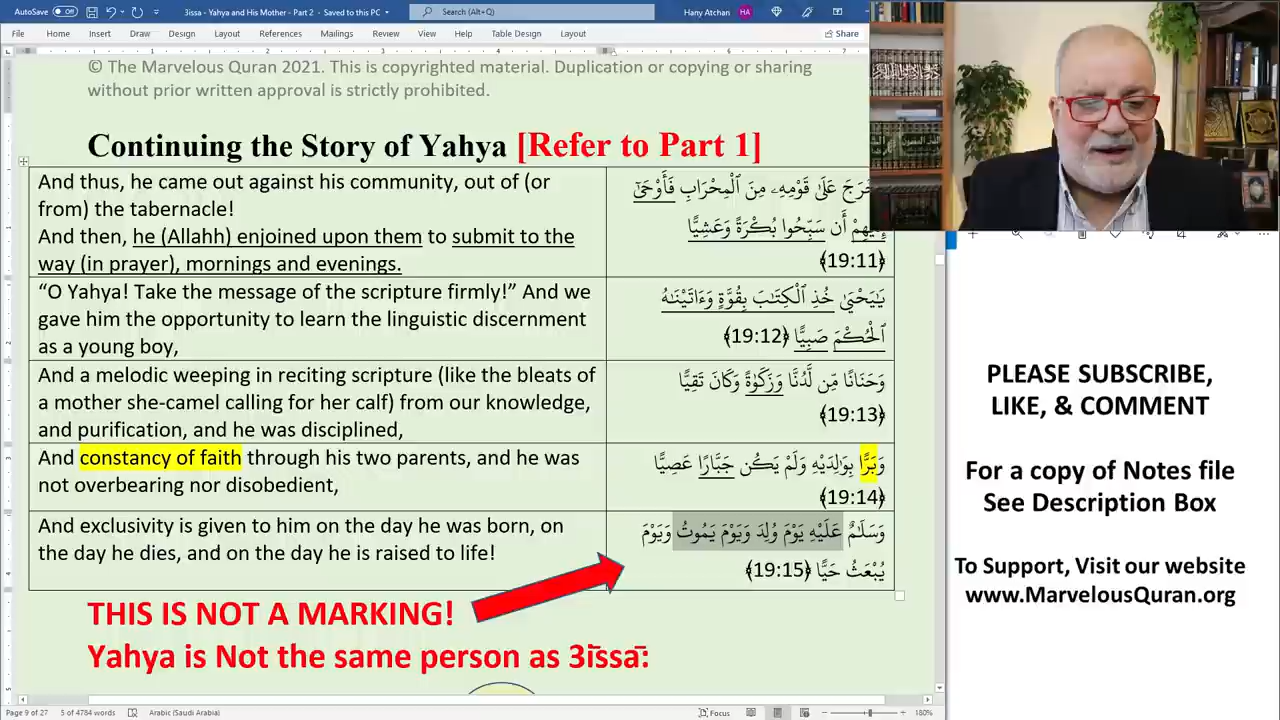 AutoSave Off
3issa - Yahya and His Mother - Part 2 - Saved to this PC
Search (Alt+Q)
Hany Atchan HA
File Home Insert Draw Design Layout References Mailings Review View Help Table Design Layout
Share
© The Marvelous Quran 2021. This is copyrighted material. Duplication or copying or sharing
without prior written approval is strictly prohibited.
Continuing the Story of Yahya [Refer to Part 1]
And thus, he came out against his community, out of (or
from) the tabernacle!
And then, he (Allahh) enjoined upon them to submit to the
way (in prayer), mornings and evenings.
عَلَىٰ قَوْمِهِۦ مِنَ ٱلْمِحْرَابِ فَأَوْحَىٰٓ
إِلَيْهِمْ أَن سَبِّحُوا بُكْرَةً وَعَشِيًّا
﴿19:11﴾
“O Yahya! Take the message of the scripture firmly!” And we
gave him the opportunity to learn the linguistic discernment
as a young boy,
يَٰيَحْيَىٰ خُذِ ٱلْكِتَٰبَ بِقُوَّةٍ وَءَاتَيْنَٰهُ
ٱلْحُكْمَ صَبِيًّا ﴿19:12﴾
And a melodic weeping in reciting scripture (like the bleats of
a mother she-camel calling for her calf) from our knowledge,
and purification, and he was disciplined,
وَحَنَانًا مِّن لَّدُنَّا وَزَكَوٰةً وَكَانَ تَقِيًّا
﴿19:13﴾
And constancy of faith through his two parents, and he was
not overbearing nor disobedient,
وَبَرًّا بِوَٰلِدَيْهِ وَلَمْ يَكُن جَبَّارًا عَصِيًّا
﴿19:14﴾
And exclusivity is given to him on the day he was born, on
the day he dies, and on the day he is raised to life!
وَسَلَٰمٌ عَلَيْهِ يَوْمَ وُلِدَ وَيَوْمَ يَمُوتُ وَيَوْمَ
يُبْعَثُ حَيًّا ﴿19:15﴾
THIS IS NOT A MARKING!
Yahya is Not the same person as 3īssā:
PLEASE SUBSCRIBE,
LIKE, & COMMENT
For a copy of Notes file
See Description Box
To Support, Visit our website
www.MarvelousQuran.org
Page 9 of 27 5 of 4784 words Arabic (Saudi Arabia)
Focus
180%